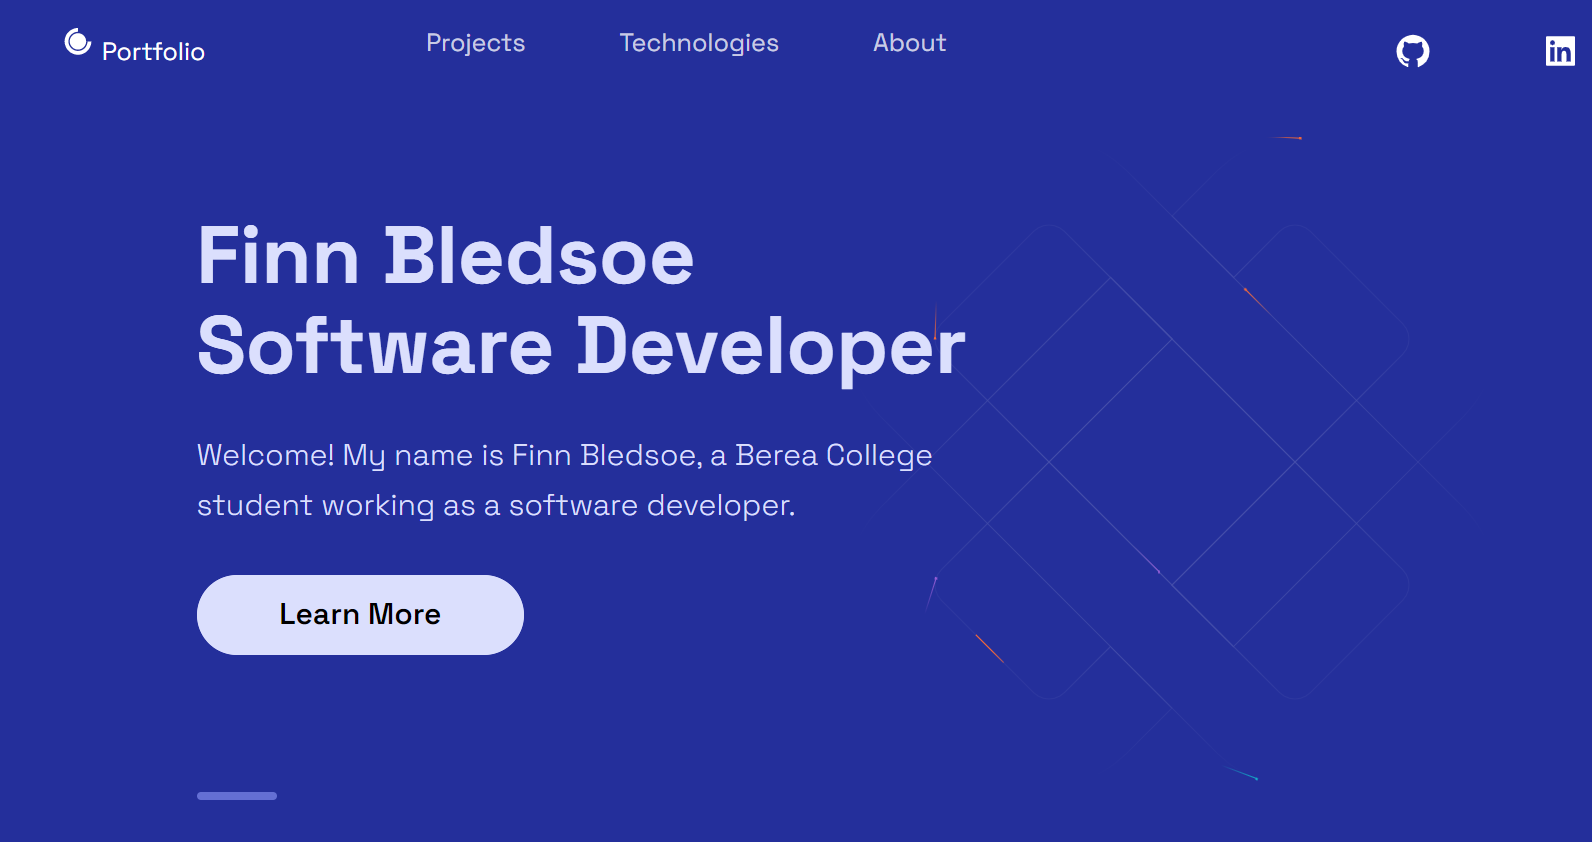 Portfolio
Projects
Technologies
About
in
Finn Bledsoe
Software Developer
Welcome! My name is Finn Bledsoe, a Berea College
student working as a software developer.
Learn More